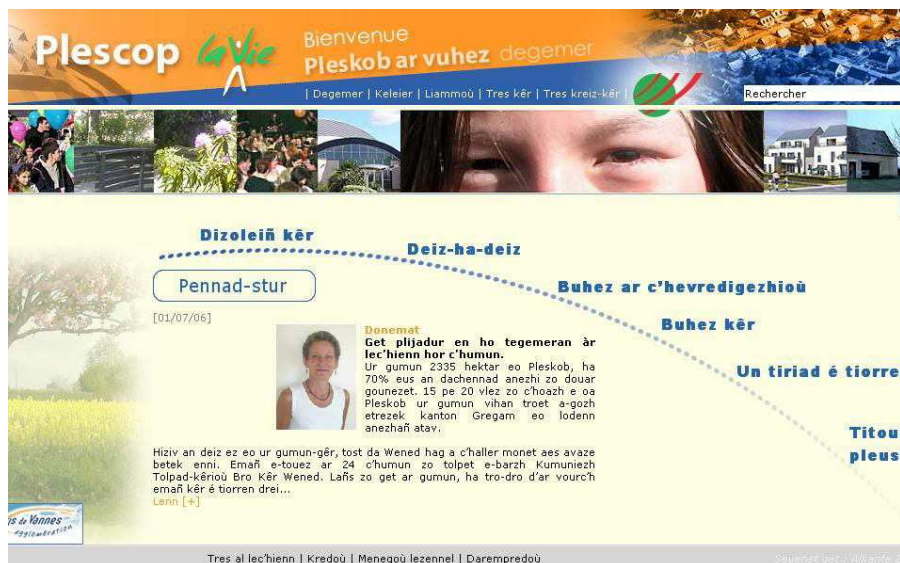 Plescop la Vie
Bienvenue
Pleskob ar vuhez degemer
| Degemer | Keleier | Liammoù | Tres kêr | Tres kreiz-kêr |
Rechercher
Dizoleiñ kêr
Deiz-ha-deiz
Buhez ar c'hevredigezhioù
Buhez kêr
Un tiriad é tiorre
Titou
pleus
Pennad-stur
[01/07/06]
Donemat
Get plijadur en ho tegemeran àr
lec'hienn hor c'humun.
Ur gumun 2335 hektar eo Pleskob, ha
70% eus an dachennad anezhi zo douar
gounezet. 15 pe 20 vlez zo c'hoazh e oa
Pleskob ur gumun vihan troet a-gozh
etrezek kanton Gregam eo lodenn
anezhañ atav.
Hiziv an deiz ez eo ur gumun-gêr, tost da Wened hag a c'haller monet aes avaze
betek enni. Emañ e-touez ar 24 c'humun zo tolpet e-barzh Kumuniezh
Tolpad-kêrioù Bro Kêr Wened. Lañs zo get ar gumun, ha tro-dro d'ar vourc'h
emañ kêr é tiorren drei...
Lenn [+]
de Vannes
agglomération
Tres al lec'hienn | Kredoù | Menegoù lezennel | Darempredoù